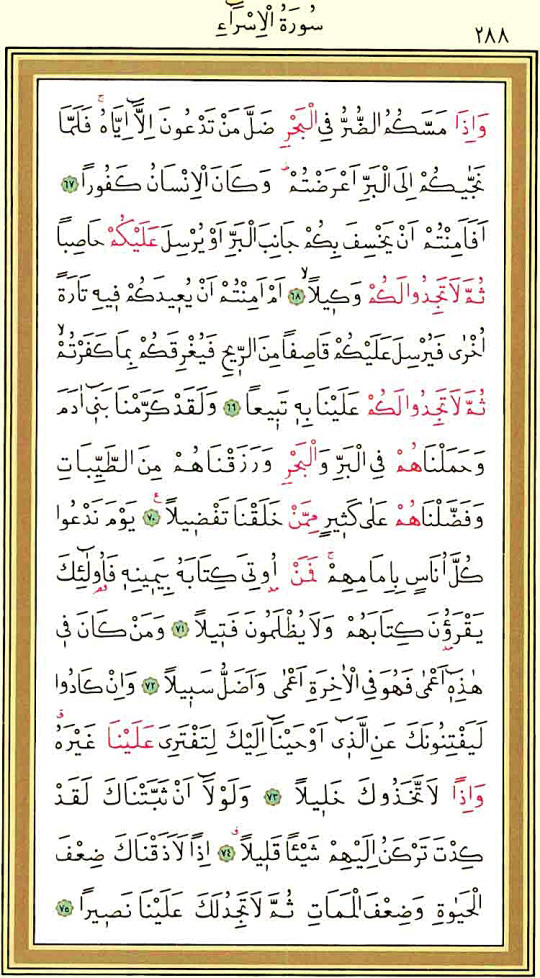 سُورَةُ الْاِسْرَاءِ ٢٨٨
وَاِذَا مَسَّكُمُ الضُّرُّ فِي الْبَحْرِ ضَلَّ مَنْ تَدْعُونَ اِلَّٓا اِيَّاهُۚ فَلَمَّا
نَجّٰيكُمْ اِلَى الْبَرِّ اَعْرَضْتُمْۜ وَكَانَ الْاِنْسَانُ كَفُوراً ٦٧
اَفَاَمِنْتُمْ اَنْ يَخْسِفَ بِكُمْ جَانِبَ الْبَرِّ اَوْ يُرْسِلَ عَلَيْكُمْ حَاصِباً
ثُمَّ لَا تَجِدُوا لَكُمْ وَك۪يلاًۙ ٦٨ اَمْ اَمِنْتُمْ اَنْ يُع۪يدَكُمْ ف۪يهِ تَارَةً
اُخْرٰى فَيُرْسِلَ عَلَيْكُمْ قَاصِفاً مِنَ الرّ۪يحِ فَيُغْرِقَكُمْ بِمَا كَفَرْتُمْۙ
ثُمَّ لَا تَجِدُوا لَكُمْ عَلَيْنَا بِه۪ تَب۪يعاً ٦٩ وَلَقَدْ كَرَّمْنَا بَن۪ٓي اٰدَمَ
وَحَمَلْنَاهُمْ فِي الْبَرِّ وَالْبَحْرِ وَرَزَقْنَاهُمْ مِنَ الطَّيِّبَاتِ
وَفَضَّلْنَاهُمْ عَلٰى كَث۪يرٍ مِمَّنْ خَلَقْنَا تَفْض۪يلاً۟ ٧٠ يَوْمَ نَدْعُوا
كُلَّ اُنَاسٍ بِاِمَامِهِمْۚ فَمَنْ اُو۫تِيَ كِتَابَهُ بِيَم۪ينِه۪ فَاُو۬لٰٓئِكَ
يَقْرَؤُ۫نَ كِتَابَهُمْ وَلَا يُظْلَمُونَ فَت۪يلاً ٧١ وَمَنْ كَانَ ف۪ي
هٰذِه۪ٓ اَعْمٰى فَهُوَ فِي الْاٰخِرَةِ اَعْمٰى وَاَضَلُّ سَب۪يلاً ٧٢ وَاِنْ كَادُوا
لَيَفْتِنُونَكَ عَنِ الَّذ۪ٓي اَوْحَيْنَٓا اِلَيْكَ لِتَفْتَرِيَ عَلَيْنَا غَيْرَهُۗ
وَاِذاً لَاتَّخَذُوكَ خَل۪يلاً ٧٣ وَلَوْلَٓا اَنْ ثَبَّتْنَاكَ لَقَدْ
كِدْتَ تَرْكَنُ اِلَيْهِمْ شَيْـٔاً قَل۪يلاًۗ ٧٤ اِذاً لَاَذَقْنَاكَ ضِعْفَ
الْحَيٰوةِ وَضِعْفَ الْمَمَاتِ ثُمَّ لَا تَجِدُ لَكَ عَلَيْنَا نَص۪يراً ٧٥